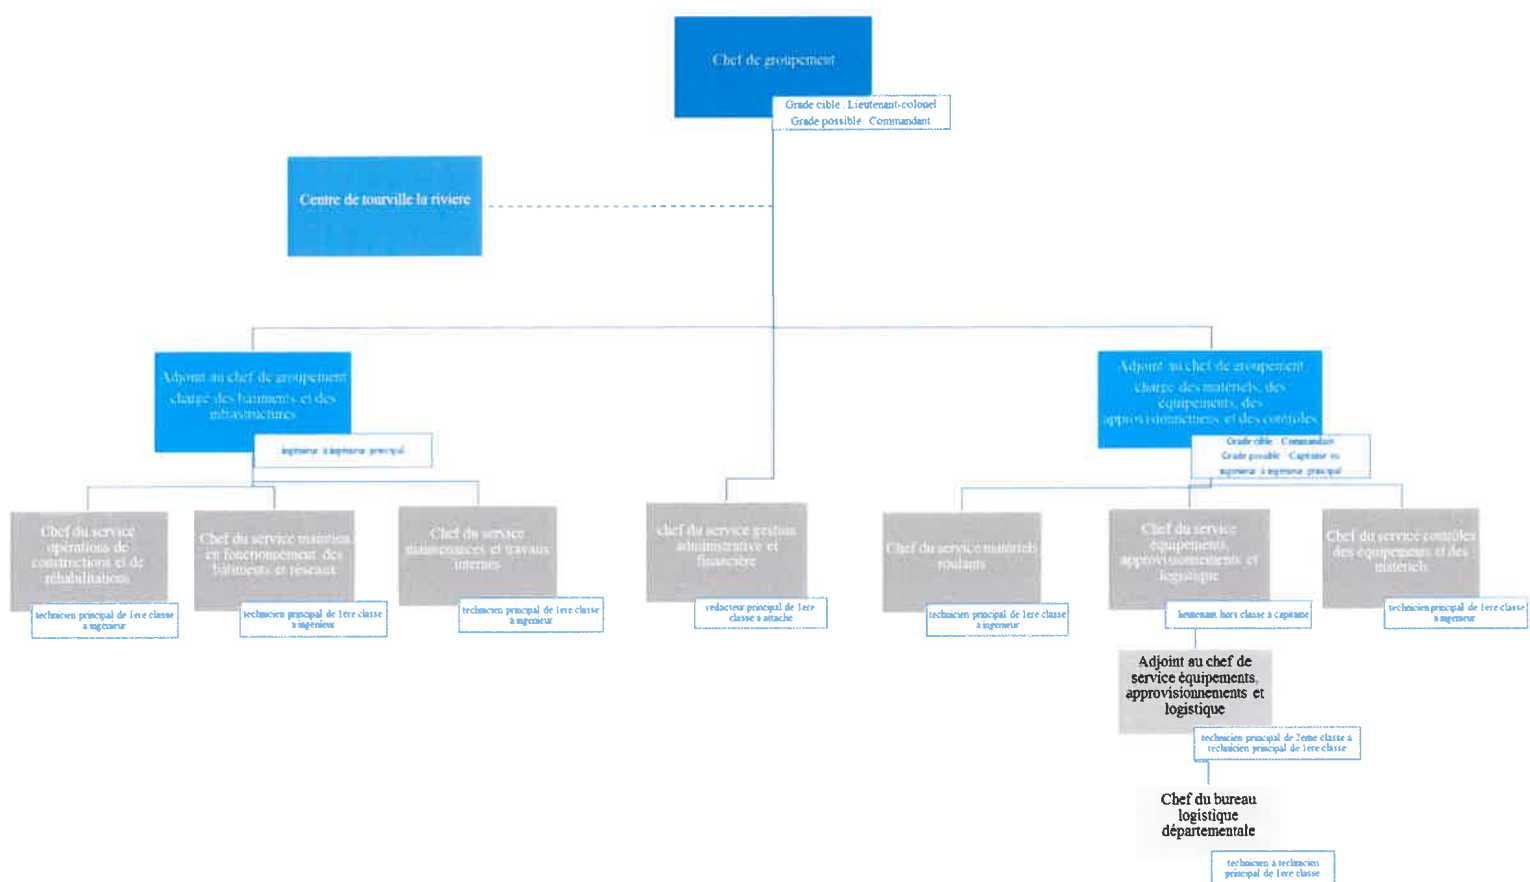 Chef de groupement
Grade cible : Lieutenant-colonel
Grade possible : Commandant
Centre de tourville la riviere
Adjoint au chef de groupement
chargé des bâtiments et des
infrastructures
ingénieur à ingénieur principal
Adjoint au chef de groupement
chargé des matériels, des
équipements, des
approvisionnements et des contrôles
Grade cible : Commandant
Grade possible : Capitaine ou
ingénieur à ingénieur principal
Chef du service
opérations de
constructions et de
réhabilitations
technicien principal de 1ere classe
à ingénieur
Chef du service maintien
en fonctionnement des
bâtiments et réseaux
technicien principal de 1ere classe
à ingénieur
Chef du service
maintenances et travaux
internes
technicien principal de 1ere classe
à ingénieur
chef du service gestion
administrative et
financière
redacteur principal de 1ere
classe à attache
Chef du service matériels
roulants
technicien principal de 1ere classe
à ingénieur
Chef du service
équipements,
approvisionnements et
logistique
lieutenant hors classe à capitaine
Chef du service contrôles
des équipements et des
matériels
technicien principal de 1ere classe
à ingénieur
Adjoint au chef de
service équipements,
approvisionnements et
logistique
technicien principal de 2eme classe à
technicien principal de 1ere classe
Chef du bureau
logistique
départementale
technicien à technicien
principal de 1ere classe